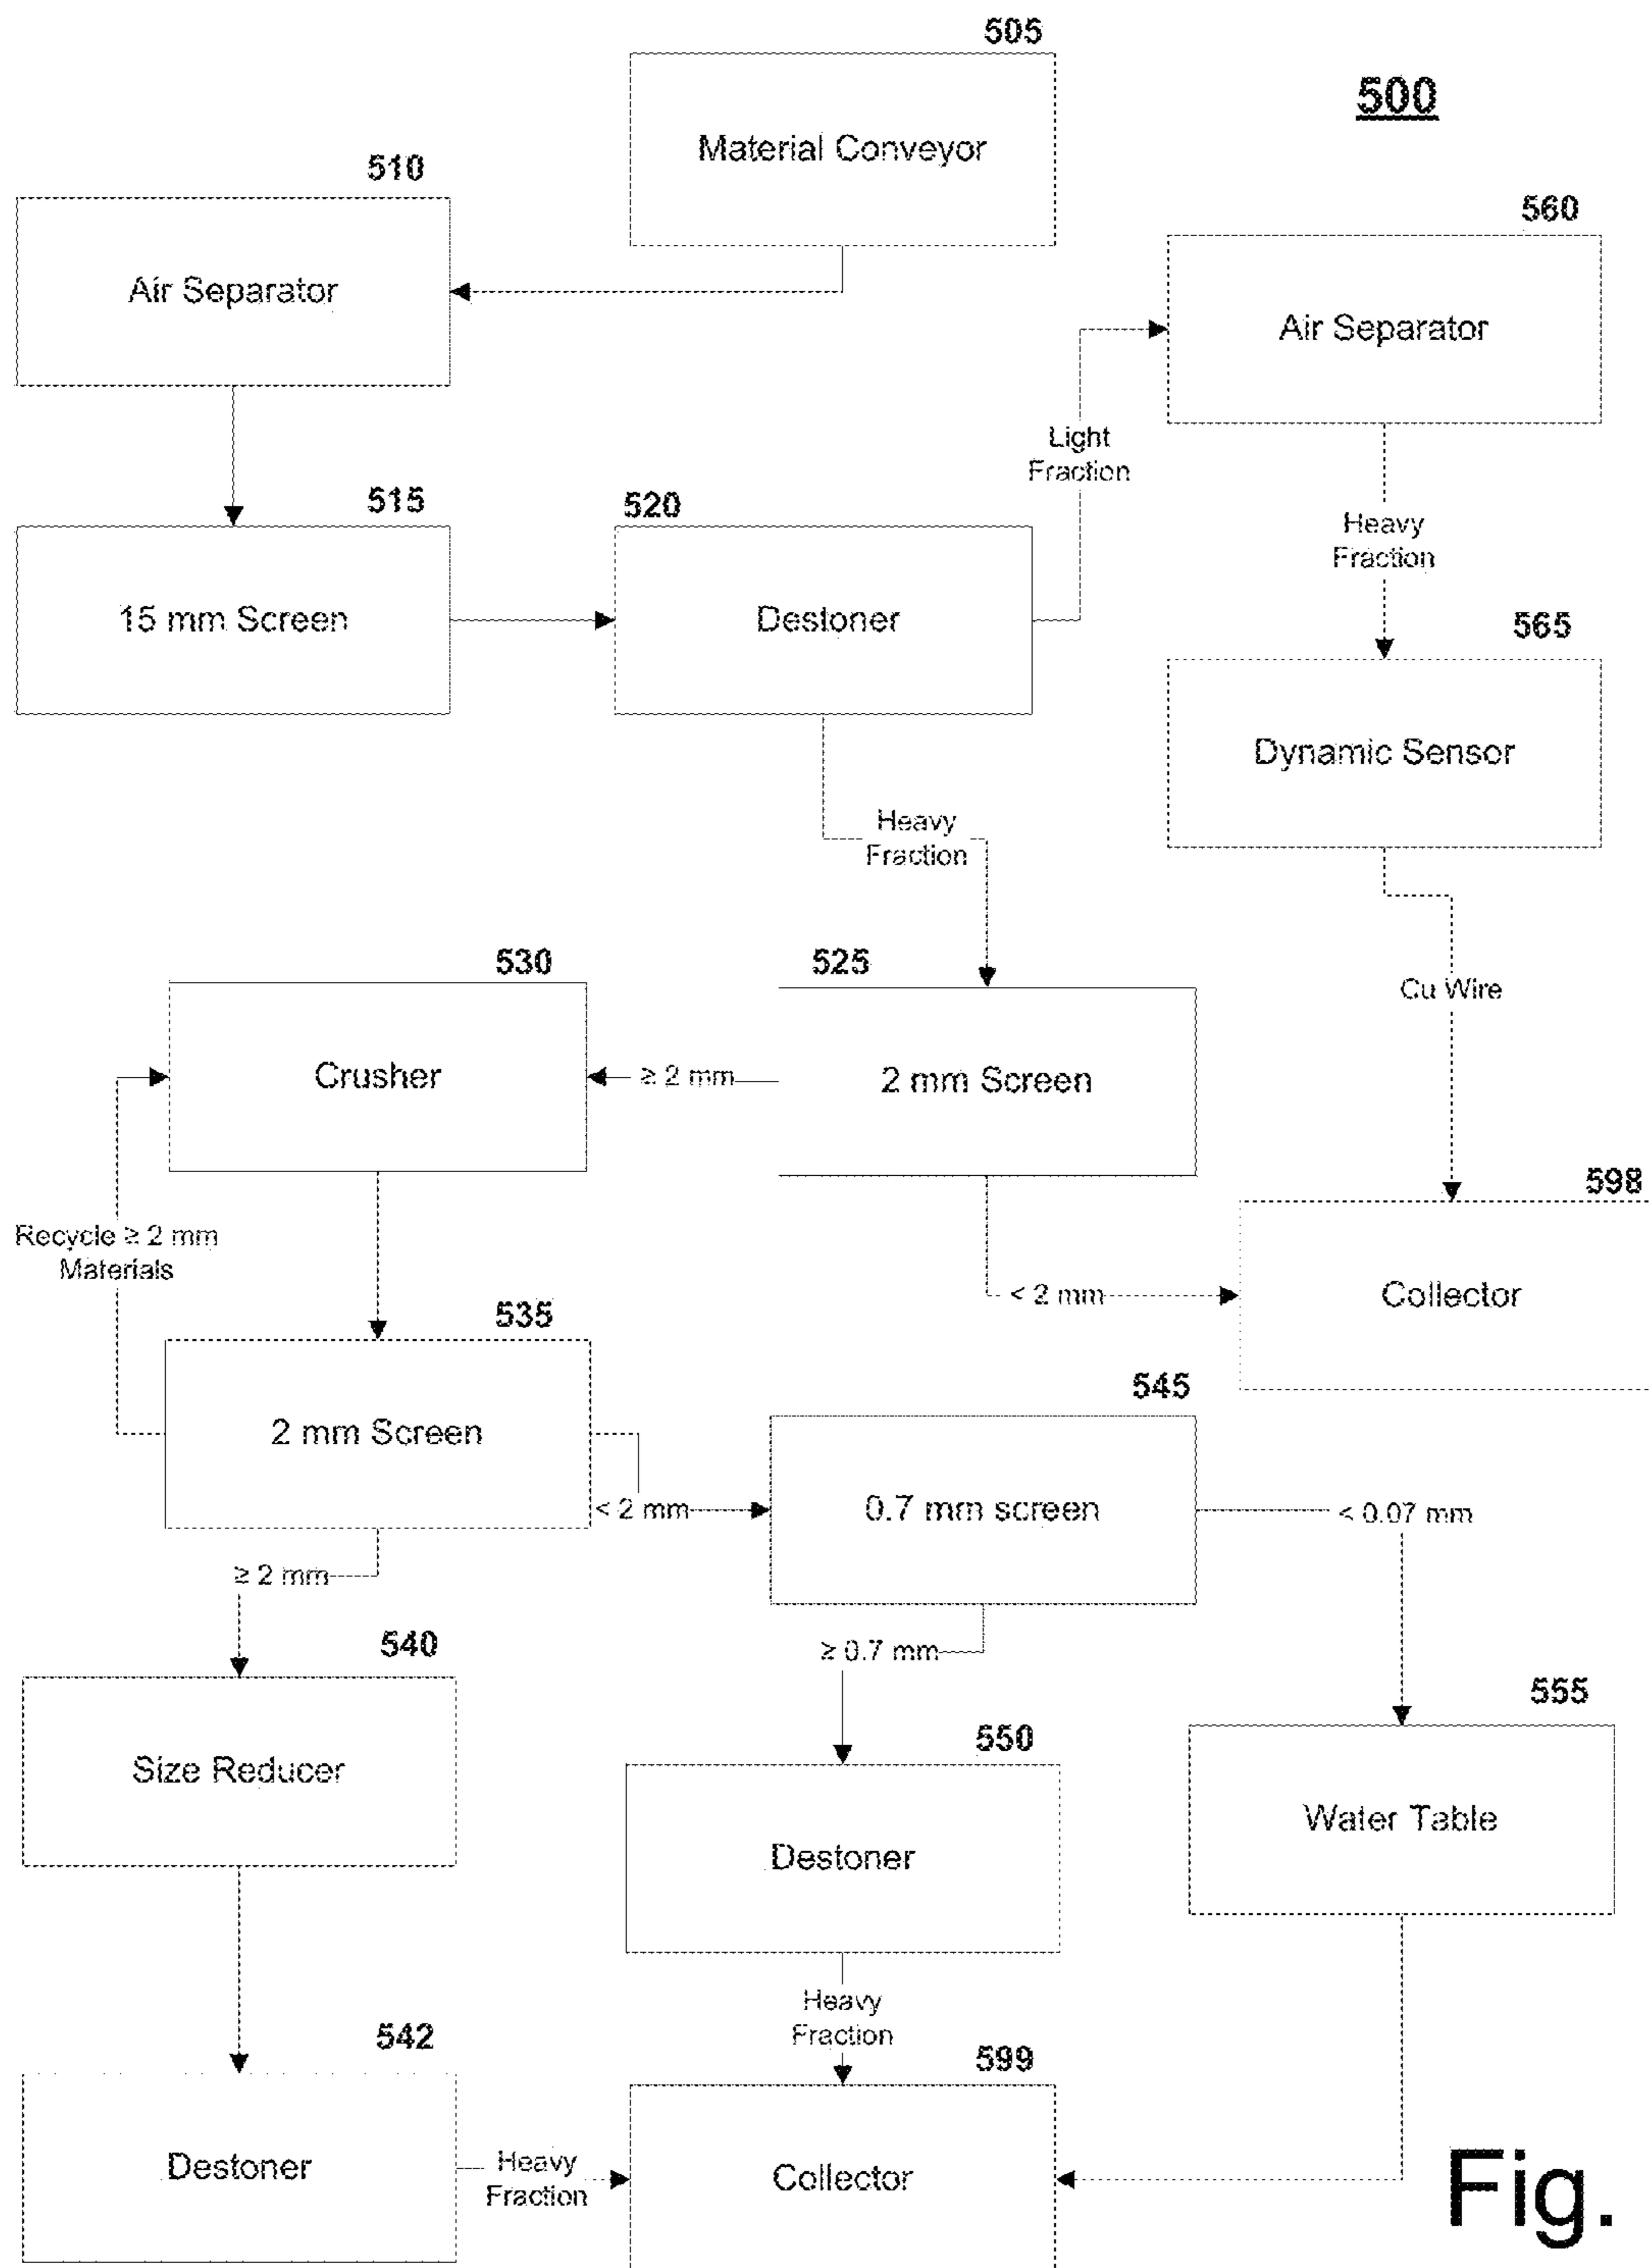 505
500
Material Conveyor
510
Air Separator
560
Air Separator
Light
Fraction
515
15 mm Screen
520
Destoner
Heavy
Fraction
565
Dynamic Sensor
Heavy
Fraction
530
Crusher
525
≥ 2 mm
2 mm Screen
Cu Wire
598
Recycle ≥ 2 mm
Materials
< 2 mm
Collector
535
2 mm Screen
545
< 2 mm
0.7 mm screen
< 0.07 mm
≥ 2 mm
540
Size Reducer
≥ 0.7 mm
550
Destoner
555
Water Table
Heavy
Fraction
542
Destoner
Heavy
Fraction
599
Collector
Fig.